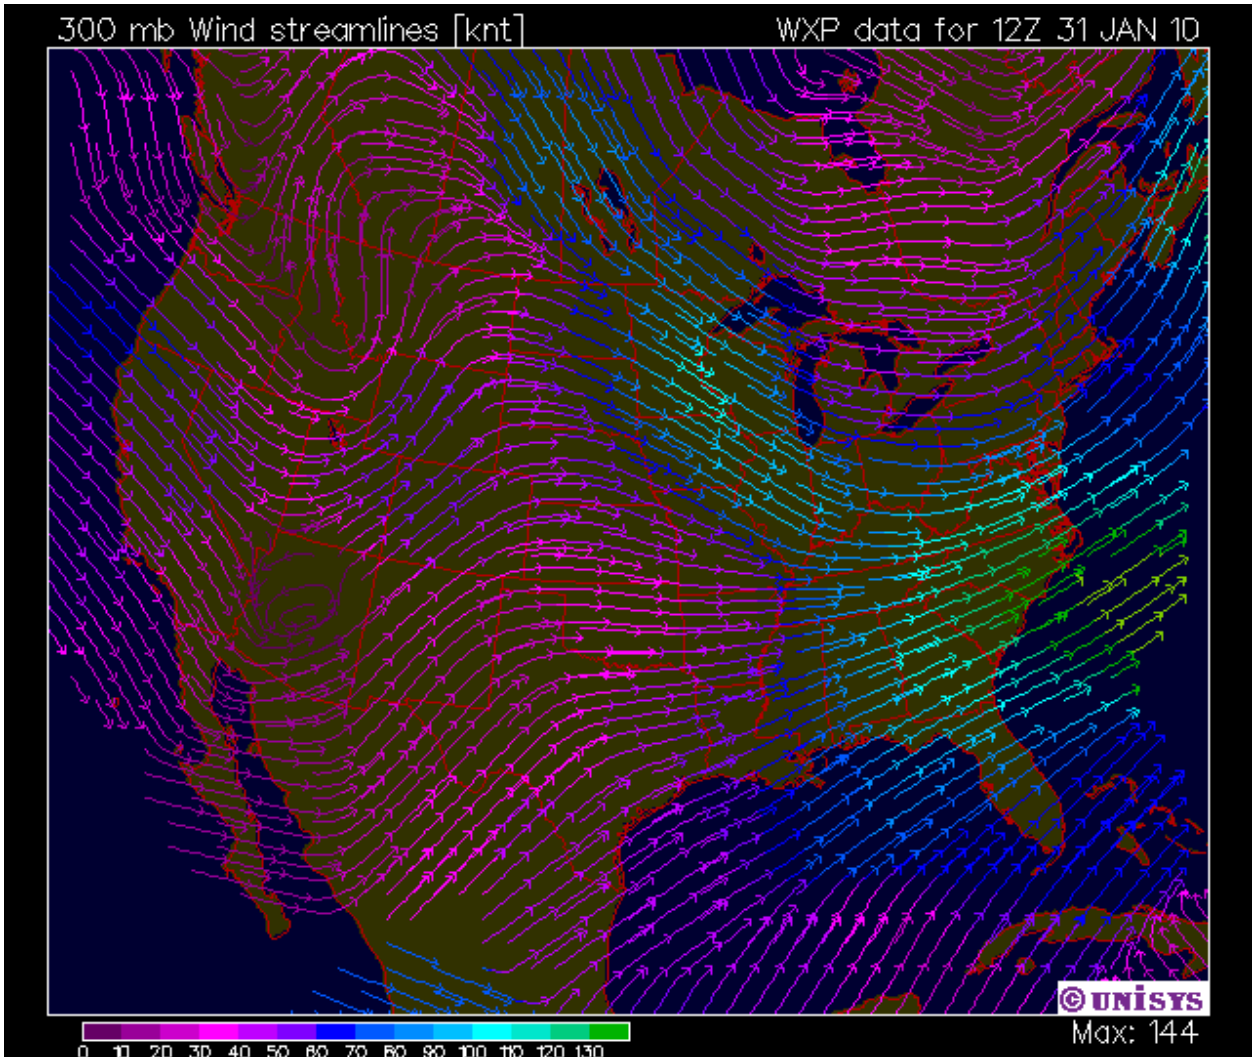 300 mb Wind streamlines [knt]
WXP data for 12Z 31 JAN 10
© UNISYS
0 10 20 30 40 50 60 70 80 90 100 110 120 130
Max: 144